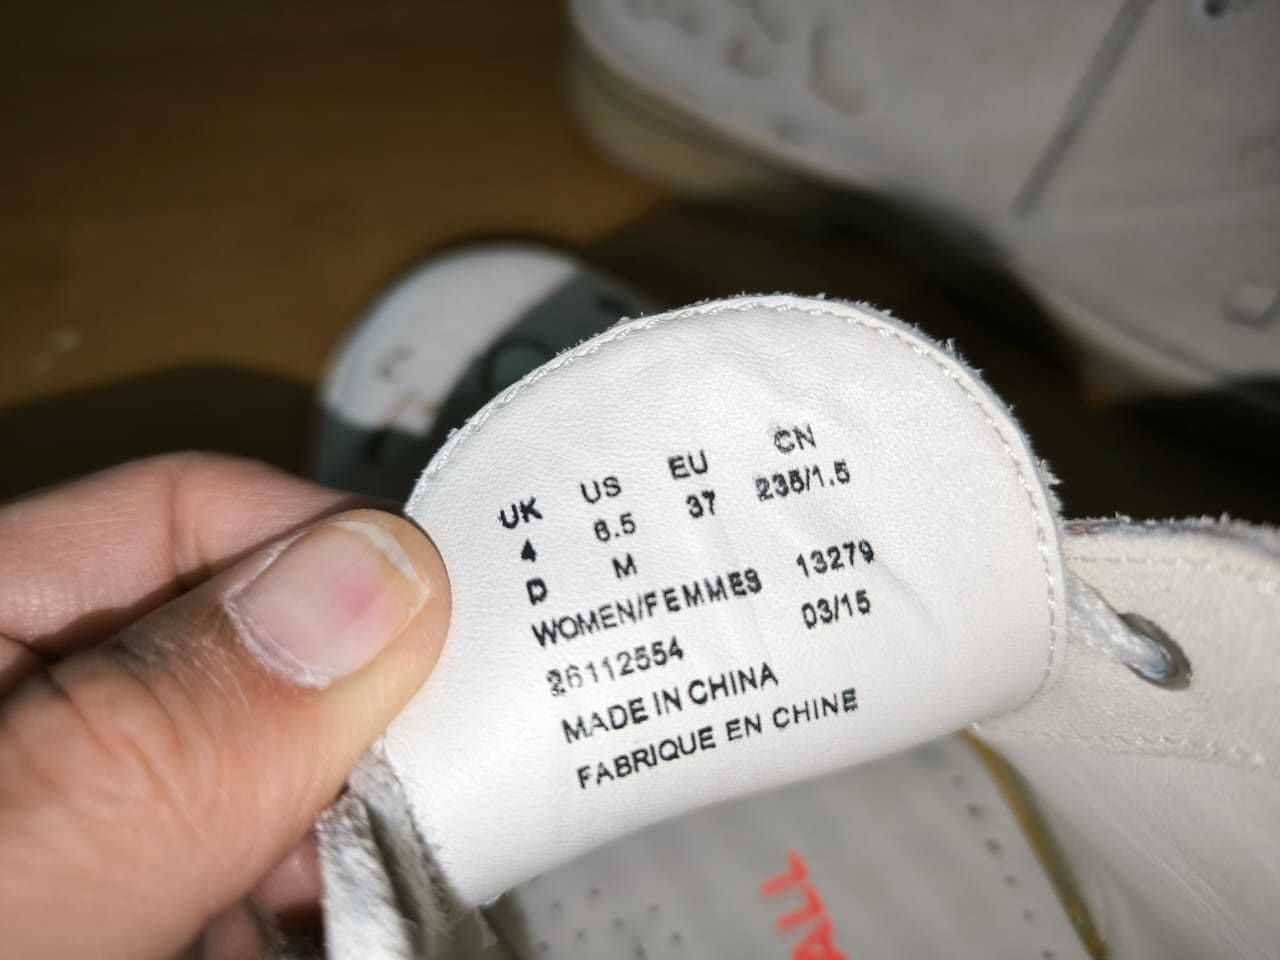 UK US EU CN
4 6.5 37 235/1.5
D M
WOMEN/FEMMES 13279
26112554 03/15
MADE IN CHINA
FABRIQUE EN CHINE
ALL